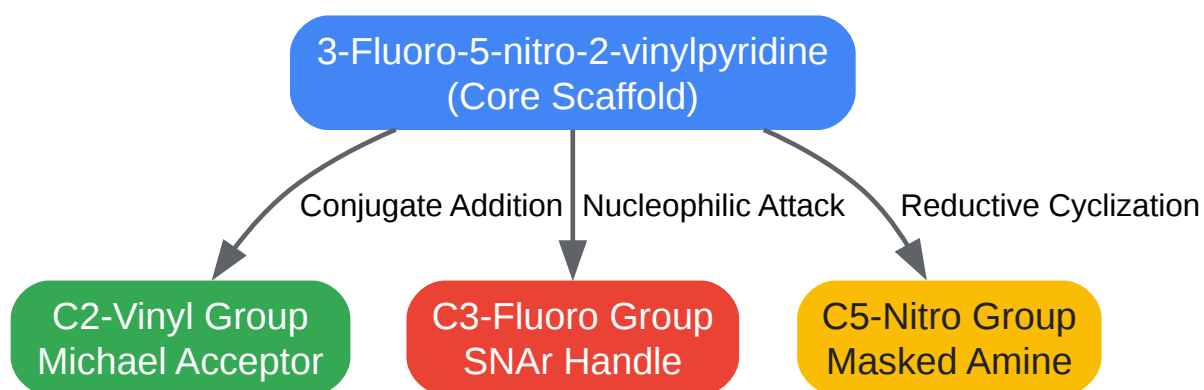 3-Fluoro-5-nitro-2-vinylpyridine
(Core Scaffold)
Conjugate Addition
Nucleophilic Attack
Reductive Cyclization
C2-Vinyl Group
Michael Acceptor
C3-Fluoro Group
SNAr Handle
C5-Nitro Group
Masked Amine